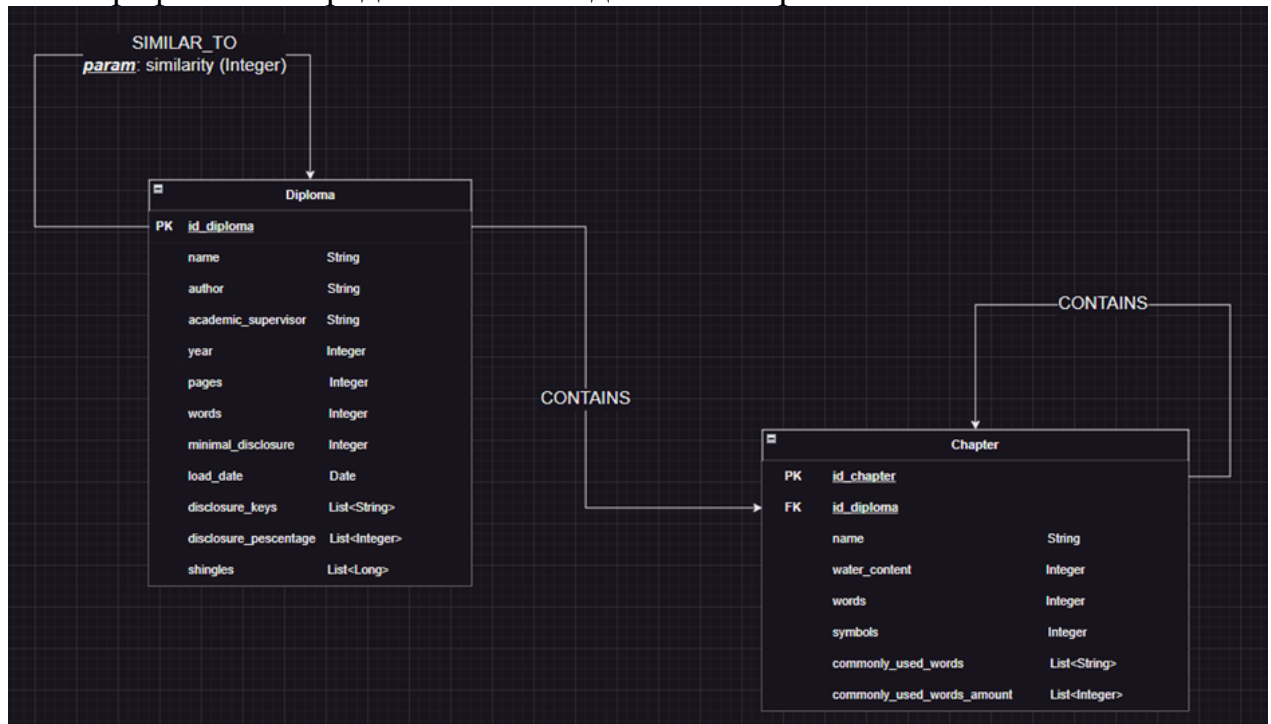 SIMILAR_TO
param: similarity (Integer)
Diploma
PK id_diploma
name String
author String
academic_supervisor String
year Integer
pages Integer
words Integer
minimal_disclosure Integer
load_date Date
disclosure_keys List<String>
disclosure_pescentage List<Integer>
shingles List<Long>
CONTAINS
CONTAINS
Chapter
PK id_chapter
FK id_diploma
name String
water_content Integer
words Integer
symbols Integer
commonly_used_words List<String>
commonly_used_words_amount List<Integer>